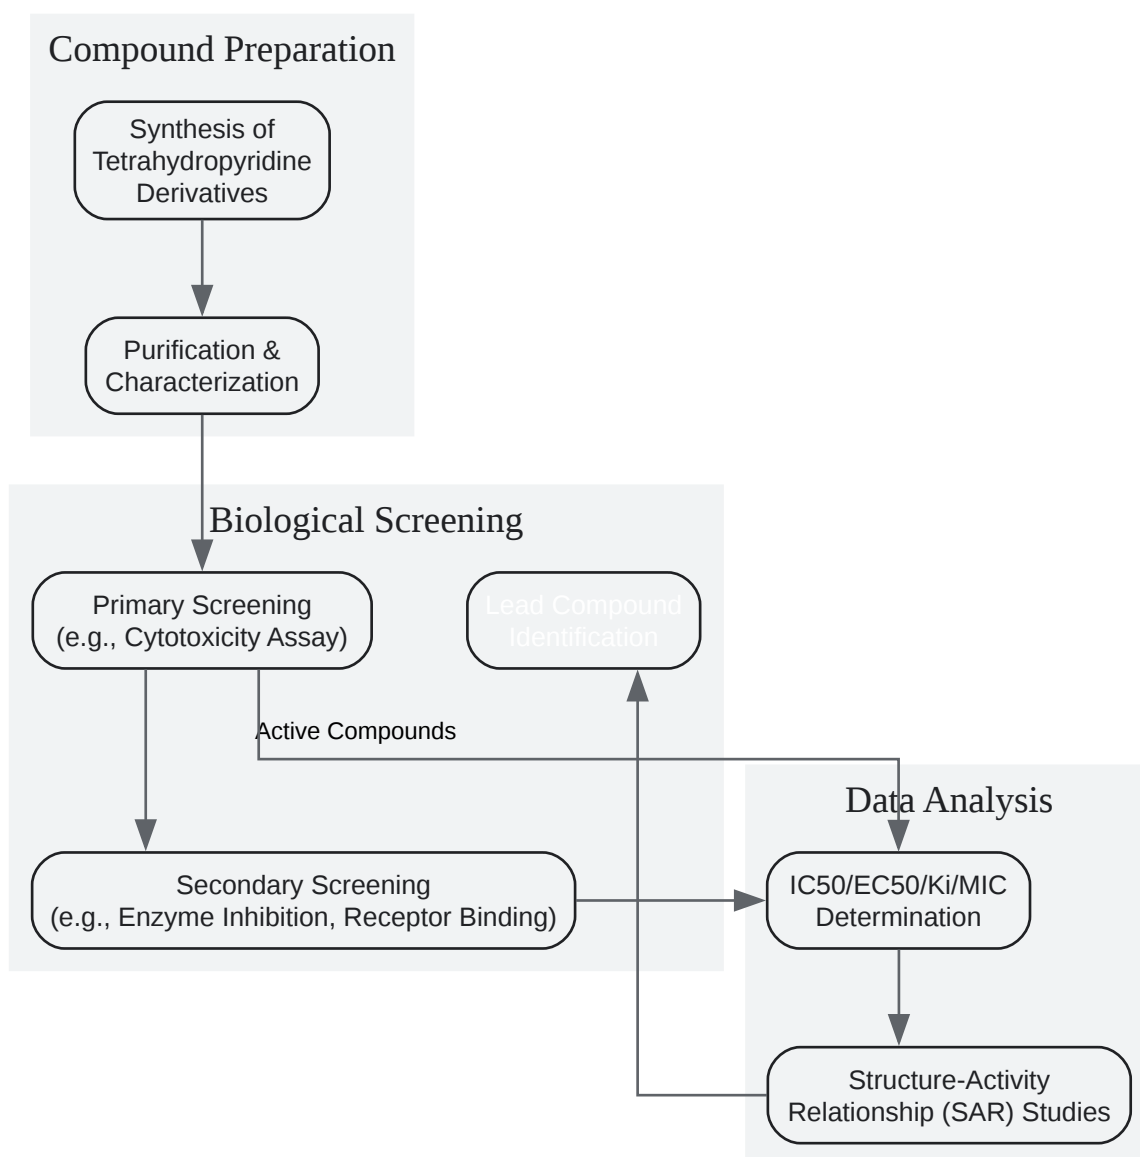 Compound Preparation
Synthesis of
Tetrahydropyridine
Derivatives
Purification &
Characterization
Biological Screening
Primary Screening
(e.g., Cytotoxicity Assay)
Lead Compound
Identification
Active Compounds
Data Analysis
Secondary Screening
(e.g., Enzyme Inhibition, Receptor Binding)
IC50/EC50/Ki/MIC
Determination
Structure-Activity
Relationship (SAR) Studies